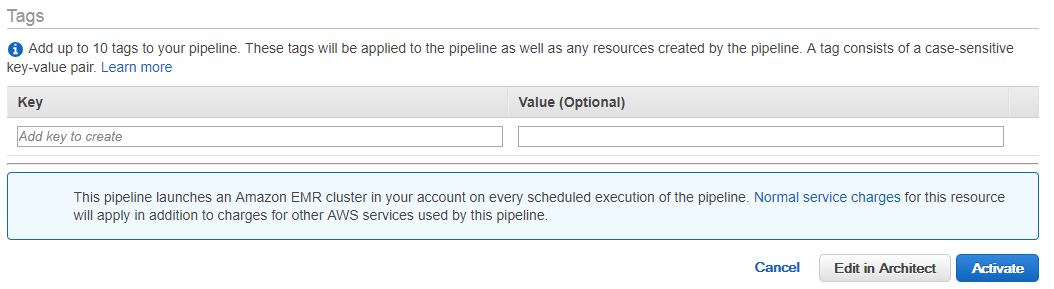 Tags
Add up to 10 tags to your pipeline. These tags will be applied to the pipeline as well as any resources created by the pipeline. A tag consists of a case-sensitive
key-value pair. Learn more
Key Value (Optional)
Add key to create
This pipeline launches an Amazon EMR cluster in your account on every scheduled execution of the pipeline. Normal service charges for this resource
will apply in addition to charges for other AWS services used by this pipeline.
Cancel Edit in Architect Activate